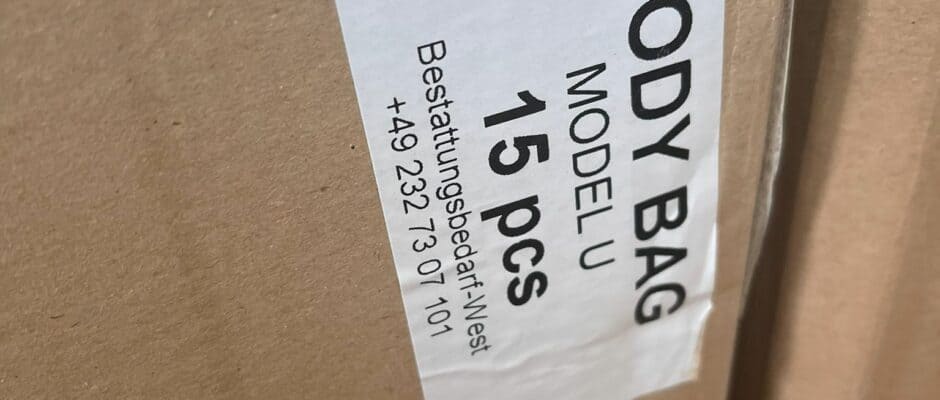 ODY BAG
MODEL U
15 pcs
Bestattungsbedarf-West
+49 232 73 07 101